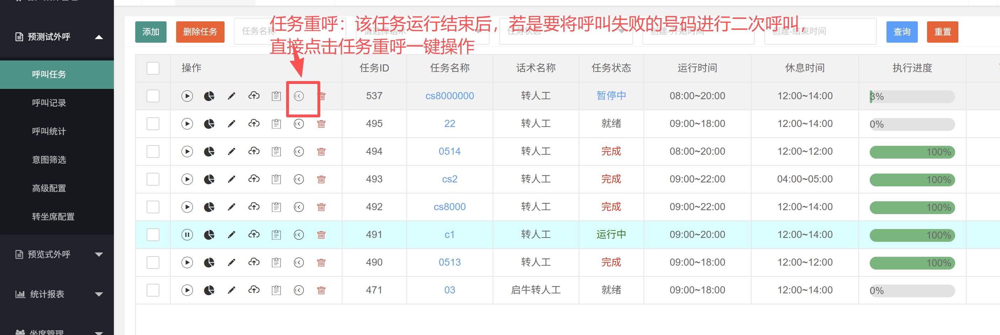 预测试外呼
呼叫任务
呼叫记录
呼叫统计
意图筛选
高级配置
转坐席配置
预览式外呼
统计报表
坐席管理
任务重呼：该任务运行结束后，若是要将呼叫失败的号码进行二次呼叫，
直接点击任务重呼一键操作
添加 删除任务 任务名称 请选择话术 任务状态 创建-开始时间 创建-结束时间 查询 重置
操作 任务ID 任务名称 话术名称 任务状态 运行时间 休息时间 执行进度
537 cs8000000 转人工 暂停中 08:00~20:00 12:00~14:00 3%
495 22 转人工 就绪 09:00~18:00 12:00~14:00 0%
494 0514 转人工 完成 08:00~20:00 12:00~12:00 100%
493 cs2 转人工 完成 09:00~22:00 04:00~05:00 100%
492 cs8000 转人工 完成 09:00~22:00 12:00~14:00 100%
491 c1 转人工 运行中 09:00~20:00 12:00~14:00 100%
490 0513 转人工 完成 09:00~18:00 12:00~12:00 100%
471 03 启牛转人工 就绪 09:00~18:00 12:00~14:00 0%